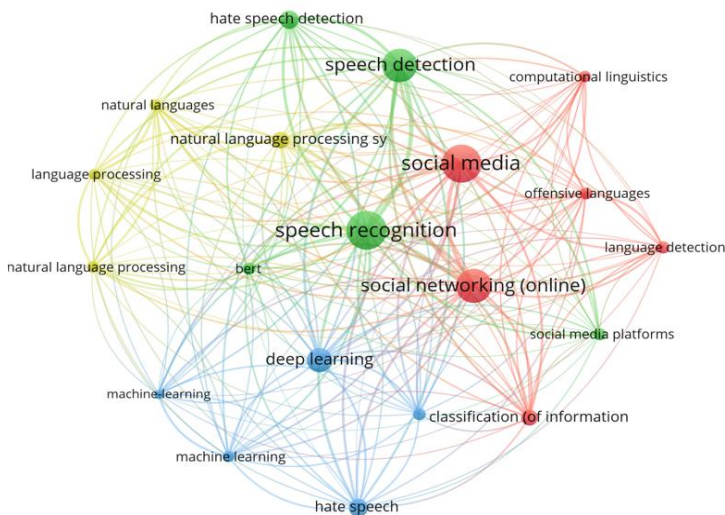 hate speech detection
speech detection
computational linguistics
natural languages
natural language processing sy
social media
language processing
offensive languages
speech recognition
language detection
natural language processing
bert
social networking (online)
social media platforms
deep learning
machine learning
classification (of information
machine learning
hate speech